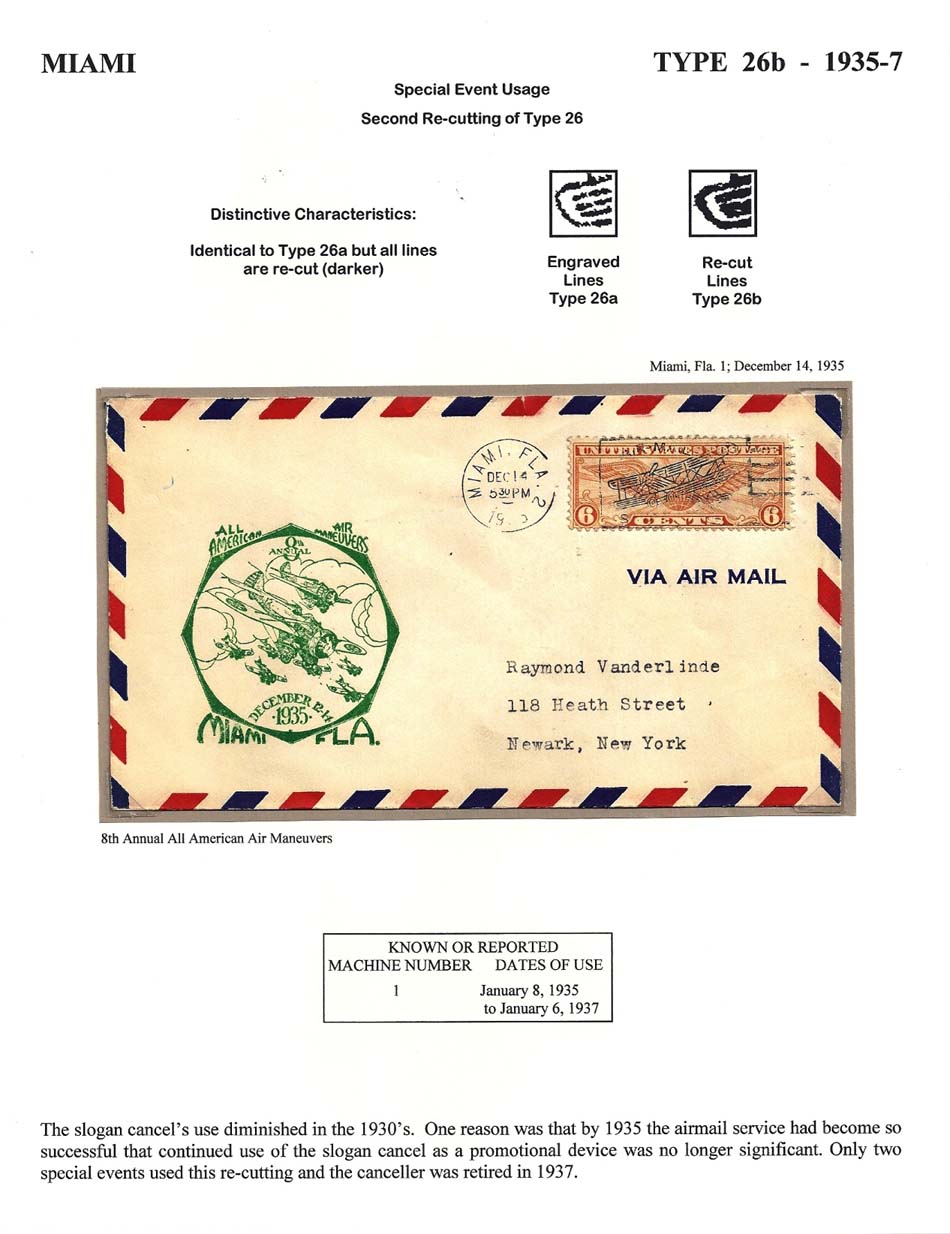 MIAMI
TYPE 26b - 1935-7
Special Event Usage
Second Re-cutting of Type 26
Distinctive Characteristics:
Identical to Type 26a but all lines
are re-cut (darker)
Engraved
Lines
Type 26a
Re-cut
Lines
Type 26b
Miami, Fla. 1; December 14, 1935
MIAMI, FLA. 2
DEC 14
530 PM
UNITED STATES POSTAGE
6 CENTS 6
VIA AIR MAIL
ALL AMERICAN AIR MANEUVERS
8th
ANNUAL
DECEMBER 12-14
·1935·
MIAMI FLA.
Raymond Vanderlinde
118 Heath Street
Newark, New York
8th Annual All American Air Maneuvers
KNOWN OR REPORTED
MACHINE NUMBER DATES OF USE
1 January 8, 1935
to January 6, 1937
The slogan cancel's use diminished in the 1930's. One reason was that by 1935 the airmail service had become so
successful that continued use of the slogan cancel as a promotional device was no longer significant. Only two
special events used this re-cutting and the canceller was retired in 1937.